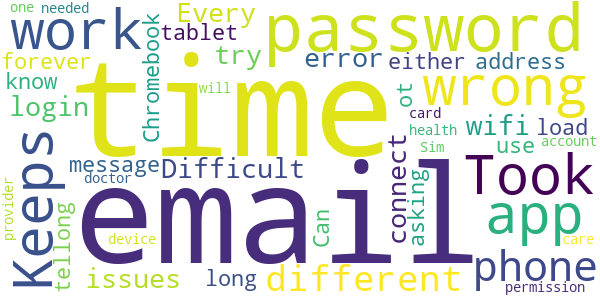 one needed
Every
work
password
tablet
forever
Chromebook
try
error
either
address
know
time
wrong
login
will
ot
card
wifi
load
health
Keeps
message
Difficult
connect
Sim
use
account
Took
doctor
email
asking
app
Can
tellong
provider
device
care
issues
long
different
phone
permission